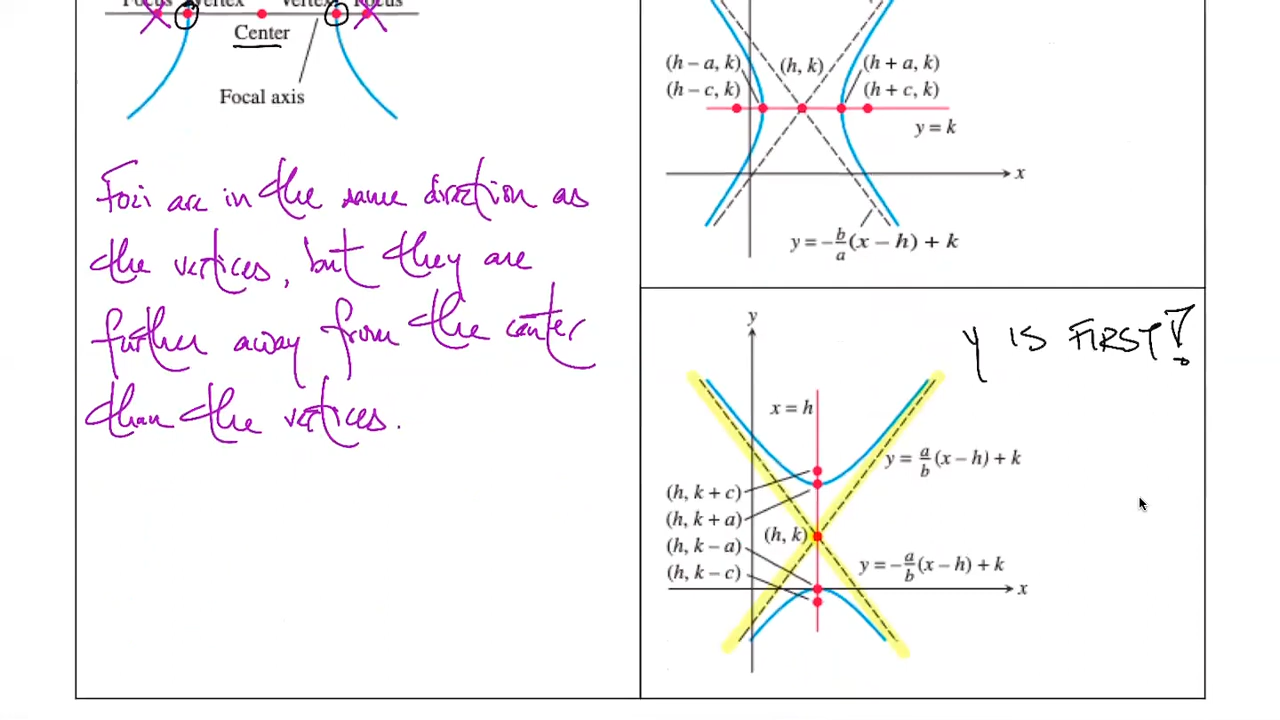 Focus Vertex Vertex Focus
Center
Focal axis
Foci are in the same direction as
the vertices, but they are
further away from the center
than the vertices.
(h − a, k) (h, k) (h + a, k)
(h − c, k) (h + c, k)
y = k
x
y = −b/a(x − h) + k
y
Y IS FIRST!
x = h
y = a/b(x − h) + k
(h, k + c)
(h, k + a)
(h, k)
(h, k − a)
(h, k − c)
y = −a/b(x − h) + k
x